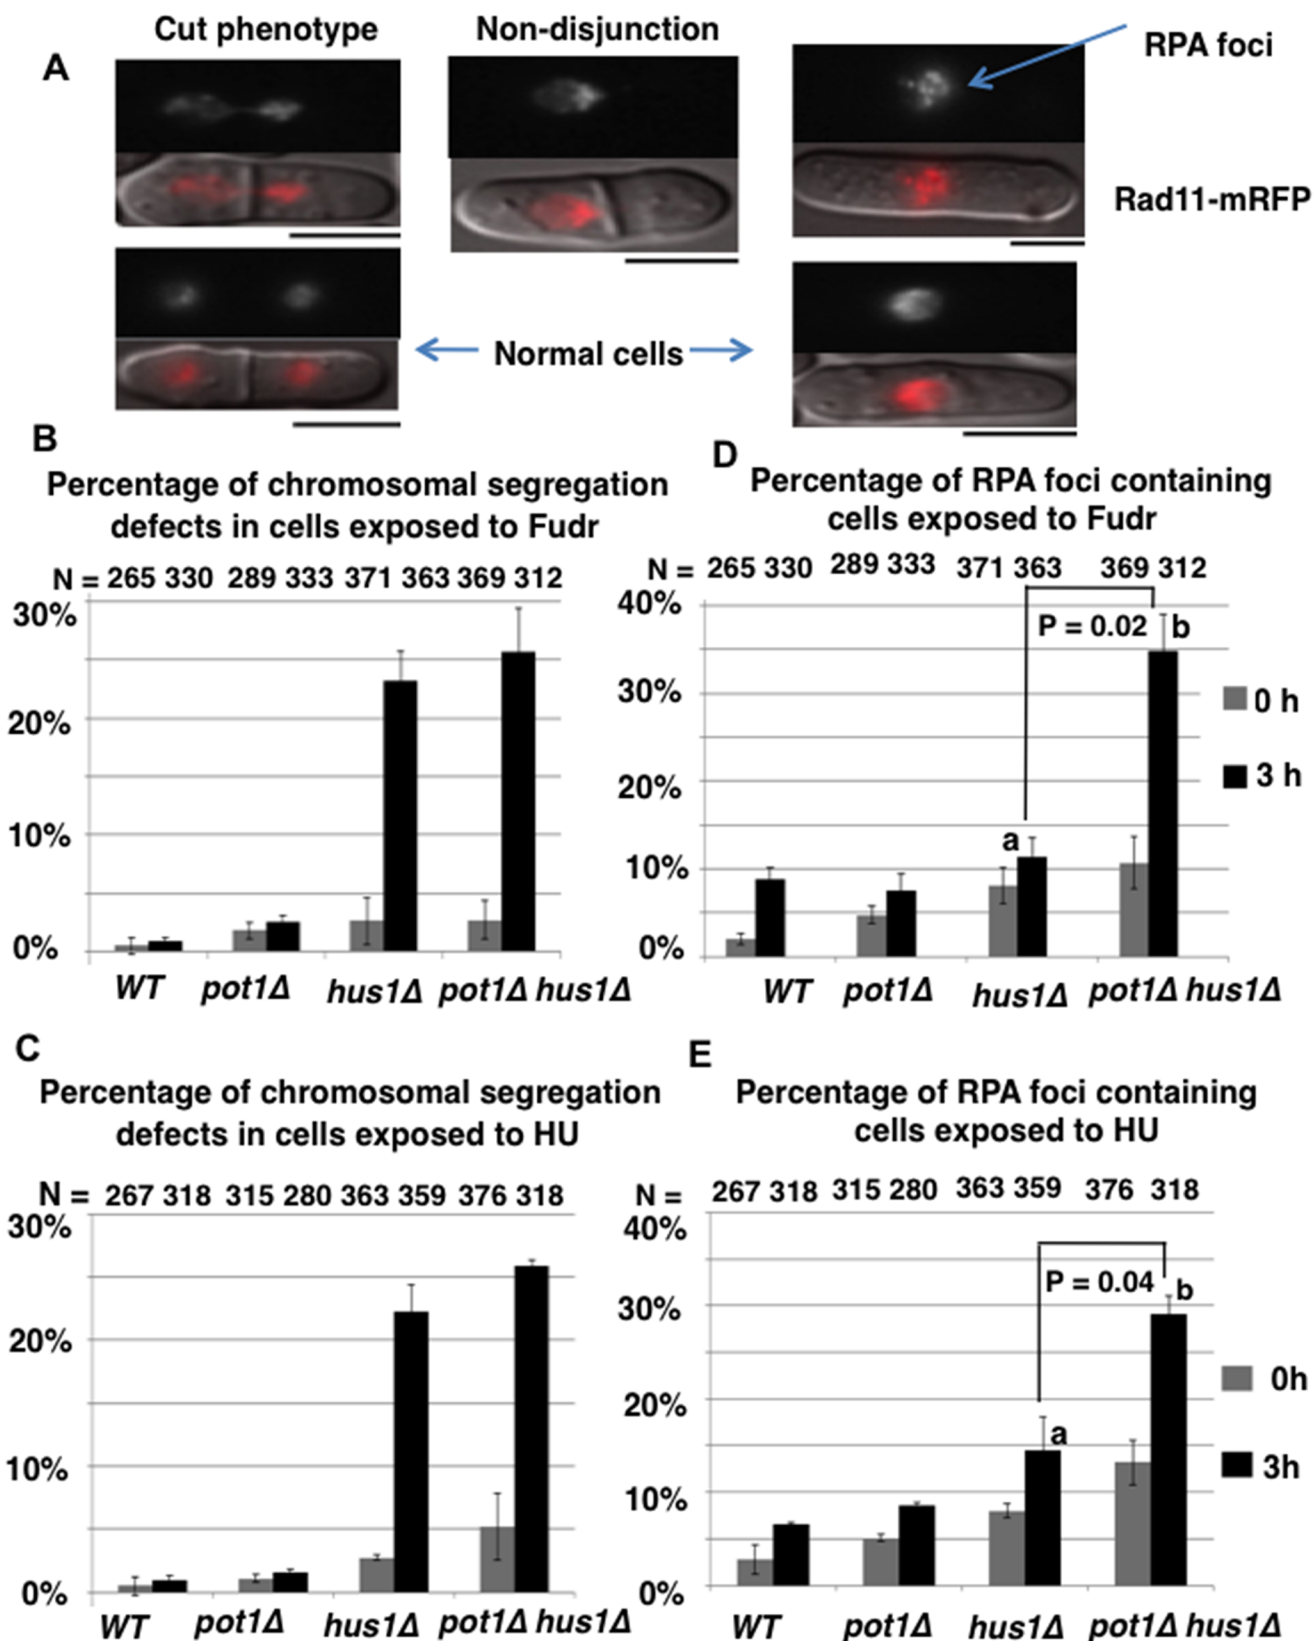 Cut phenotype
Non-disjunction
A
RPA foci
Rad11-mRFP
Normal cells
B
Percentage of chromosomal segregation
defects in cells exposed to Fudr
N = 265 330 289 333 371 363 369 312
30%
20%
10%
0%
WT pot1Δ hus1Δ pot1Δ hus1Δ
D
Percentage of RPA foci containing
cells exposed to Fudr
N = 265 330 289 333 371 363 369 312
40%
P = 0.02 b
30%
20%
a
10%
0%
0 h
3 h
WT pot1Δ hus1Δ pot1Δ hus1Δ
C
Percentage of chromosomal segregation
defects in cells exposed to HU
N = 267 318 315 280 363 359 376 318
30%
20%
10%
0%
WT pot1Δ hus1Δ pot1Δ hus1Δ
E
Percentage of RPA foci containing
cells exposed to HU
N = 267 318 315 280 363 359 376 318
40%
P = 0.04 b
30%
20%
a
10%
0%
0h
3h
WT pot1Δ hus1Δ pot1Δ hus1Δ